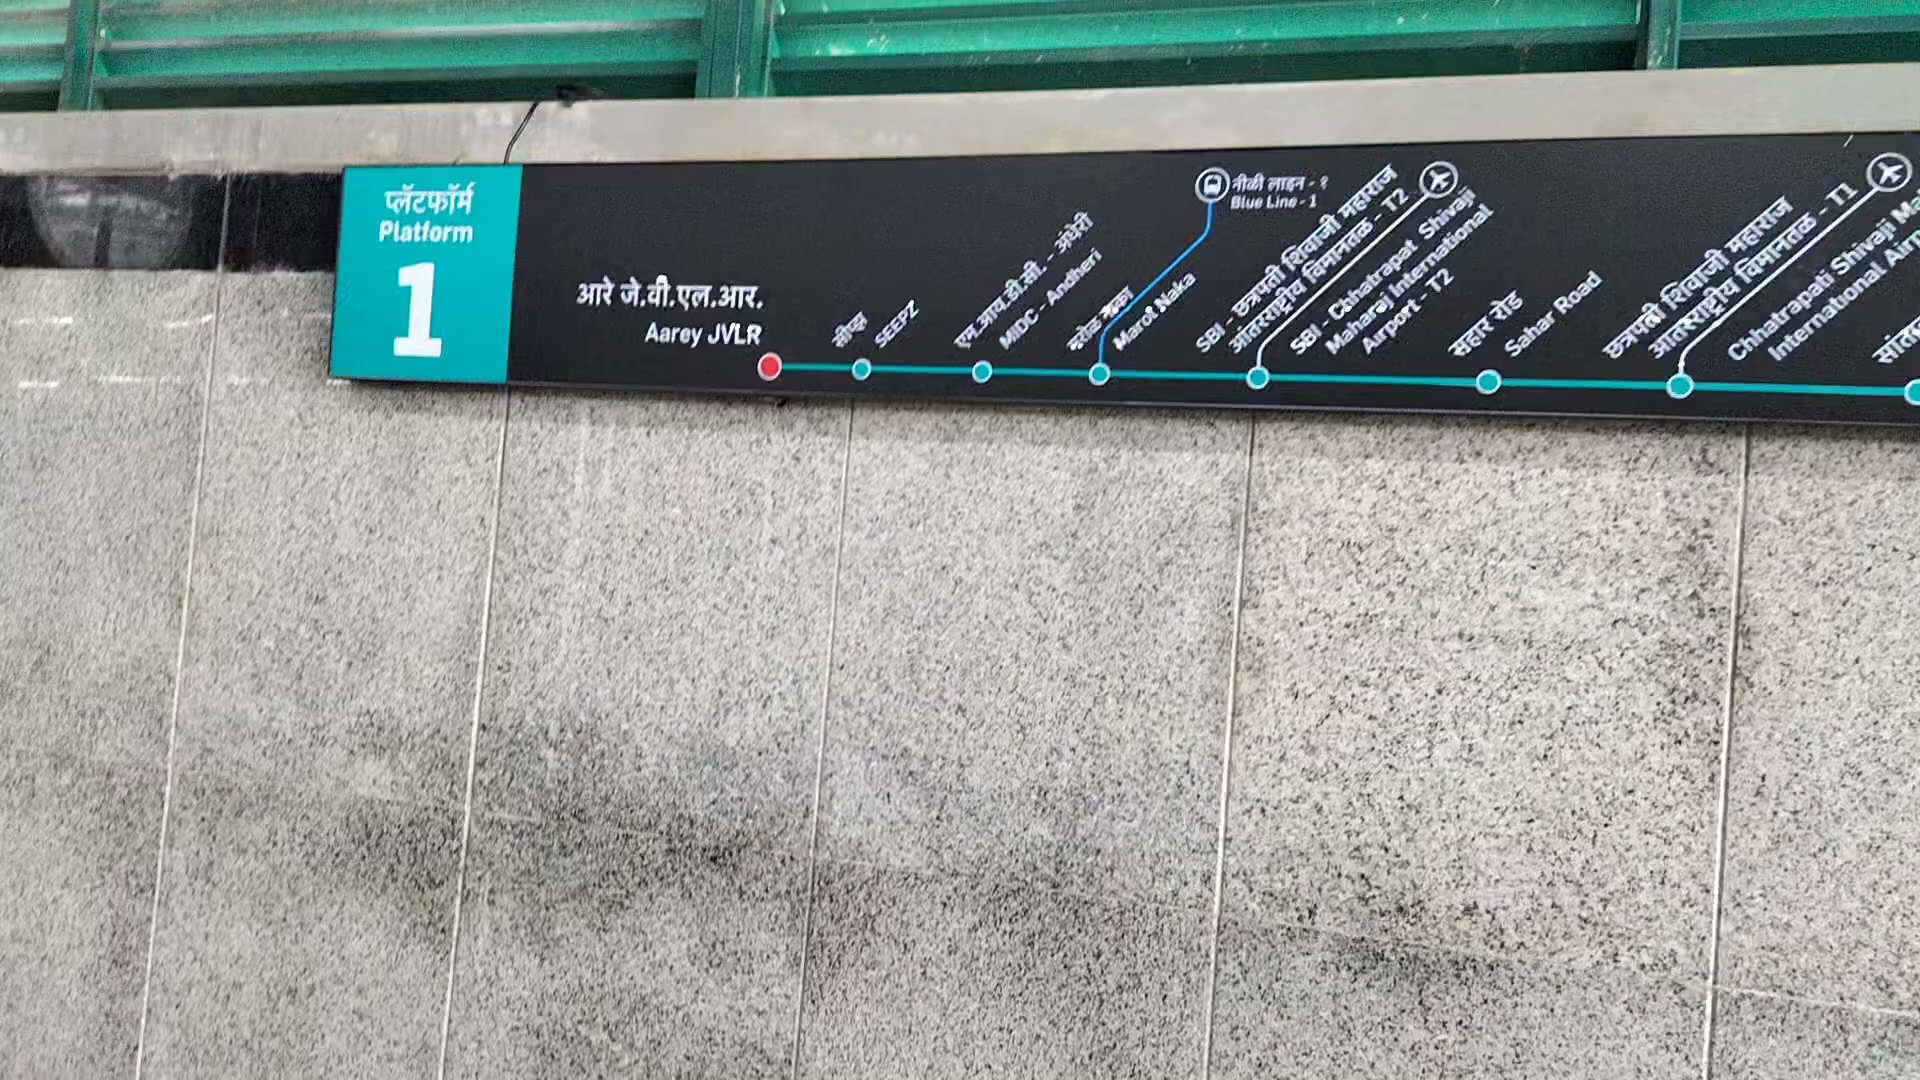 प्लॅटफॉर्म
Platform
1
आरे जे.वी.एल.आर.
Aarey JVLR
सीप्झ
SEEPZ
एम.आय.डी.सी. - अंधेरी
MIDC - Andheri
मरोळ नाका
Marol Naka
नीळी लाइन - १
Blue Line - 1
SBI - छत्रपती शिवाजी महाराज
आंतरराष्ट्रीय विमानतळ - T2
SBI - Chhatrapati Shivaji
Maharaj International
Airport - T2
सहार रोड
Sahar Road
छत्रपती शिवाजी महाराज
आंतरराष्ट्रीय विमानतळ - T1
Chhatrapati Shivaji
International